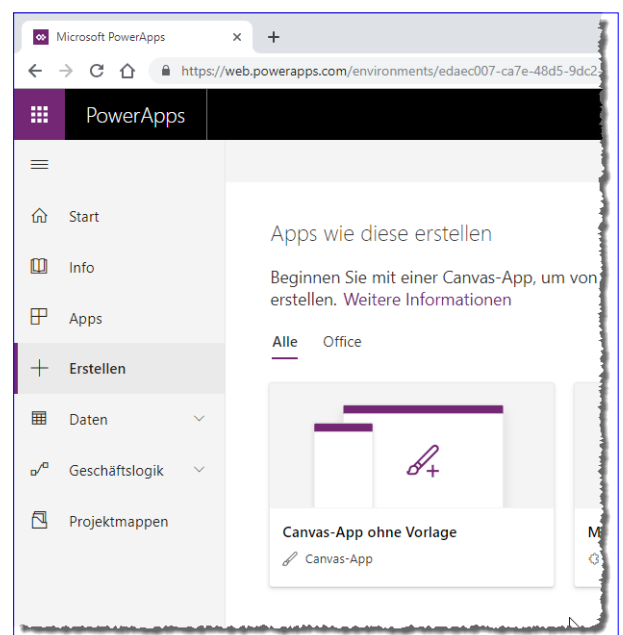 Microsoft PowerApps
https://web.powerapps.com/environments/edaec007-ca7e-48d5-9dc2-
PowerApps
Start
Info
Apps
Erstellen
Daten
Geschäftslogik
Projektmappen
Apps wie diese erstellen
Beginnen Sie mit einer Canvas-App, um von
erstellen. Weitere Informationen
Alle Office
Canvas-App ohne Vorlage
Canvas-App